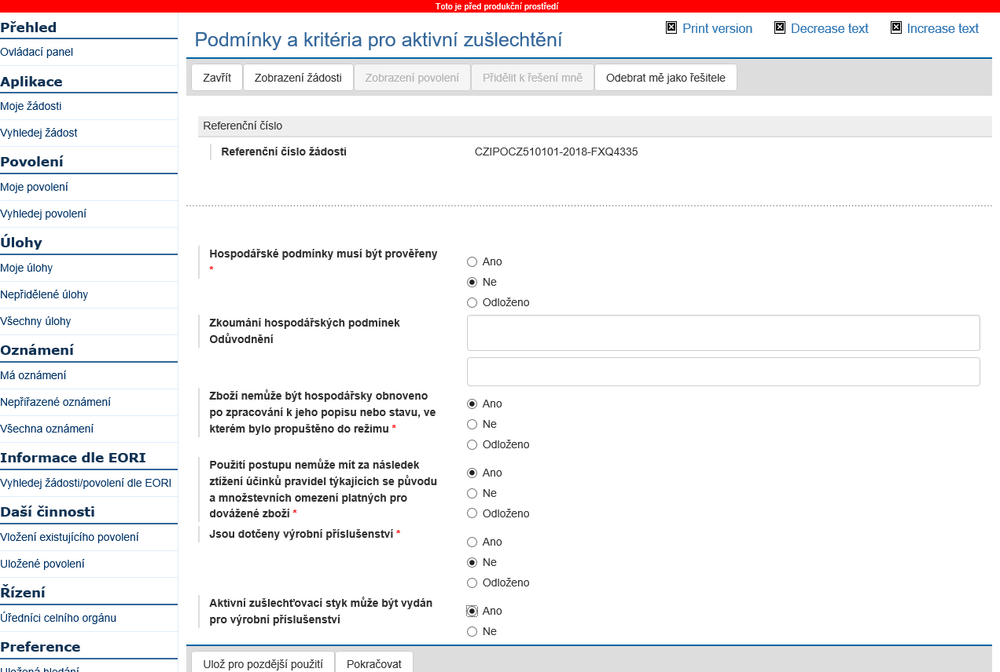 Toto je před produkční prostředí
Přehled
Ovládací panel
Aplikace
Moje žádosti
Vyhledej žádost
Povolení
Moje povolení
Vyhledej povolení
Úlohy
Moje úlohy
Nepřidělené úlohy
Všechny úlohy
Oznámení
Má oznámení
Nepřiřazené oznámení
Všechna oznámení
Informace dle EORI
Vyhledej žádosti/povolení dle EORI
Daší činnosti
Vložení existujícího povolení
Uložené povolení
Řízení
Úředníci celního orgánu
Preference
Uložená hledání
Podmínky a kritéria pro aktivní zušlechtění
Print version Decrease text Increase text
Zavřít Zobrazení žádosti Zobrazení povolení Přidělit k řešení mně Odebrat mě jako řešitele
Referenční číslo
Referenční číslo žádosti CZIPOCZ510101-2018-FXQ4335
Hospodářské podmínky musí být prověřeny
*
Ano
Ne
Odloženo
Zkoumání hospodářských podmínek
Odůvodnění
Zboží nemůže být hospodářsky obnoveno
po zpracování k jeho popisu nebo stavu, ve
kterém bylo propuštěno do režimu *
Ano
Ne
Odloženo
Použití postupu nemůže mít za následek
ztížení účinků pravidel týkajících se původu
a množstevních omezení platných pro
dovážené zboží *
Ano
Ne
Odloženo
Jsou dotčeny výrobní příslušenství *
Ano
Ne
Odloženo
Aktivní zušlechťovací styk může být vydán
pro výrobní příslušenství
Ano
Ne
Ulož pro pozdější použití Pokračovat